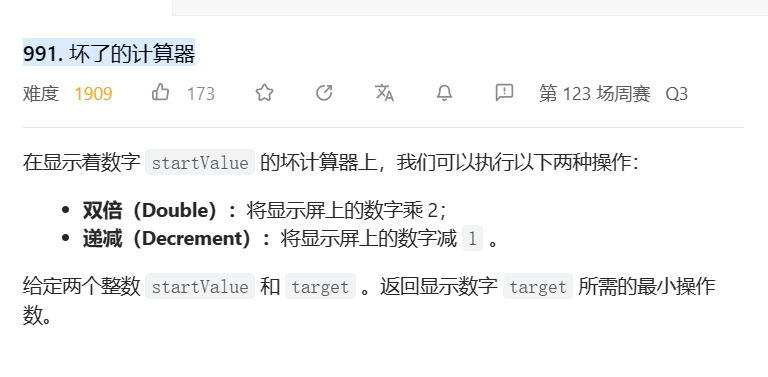 991. 坏了的计算器
难度 1909 173 第 123 场周赛 Q3
在显示着数字 startValue 的坏计算器上，我们可以执行以下两种操作：
• 双倍（Double）：将显示屏上的数字乘 2；
• 递减（Decrement）：将显示屏上的数字减 1 。
给定两个整数 startValue 和 target 。返回显示数字 target 所需的最小操作
数。